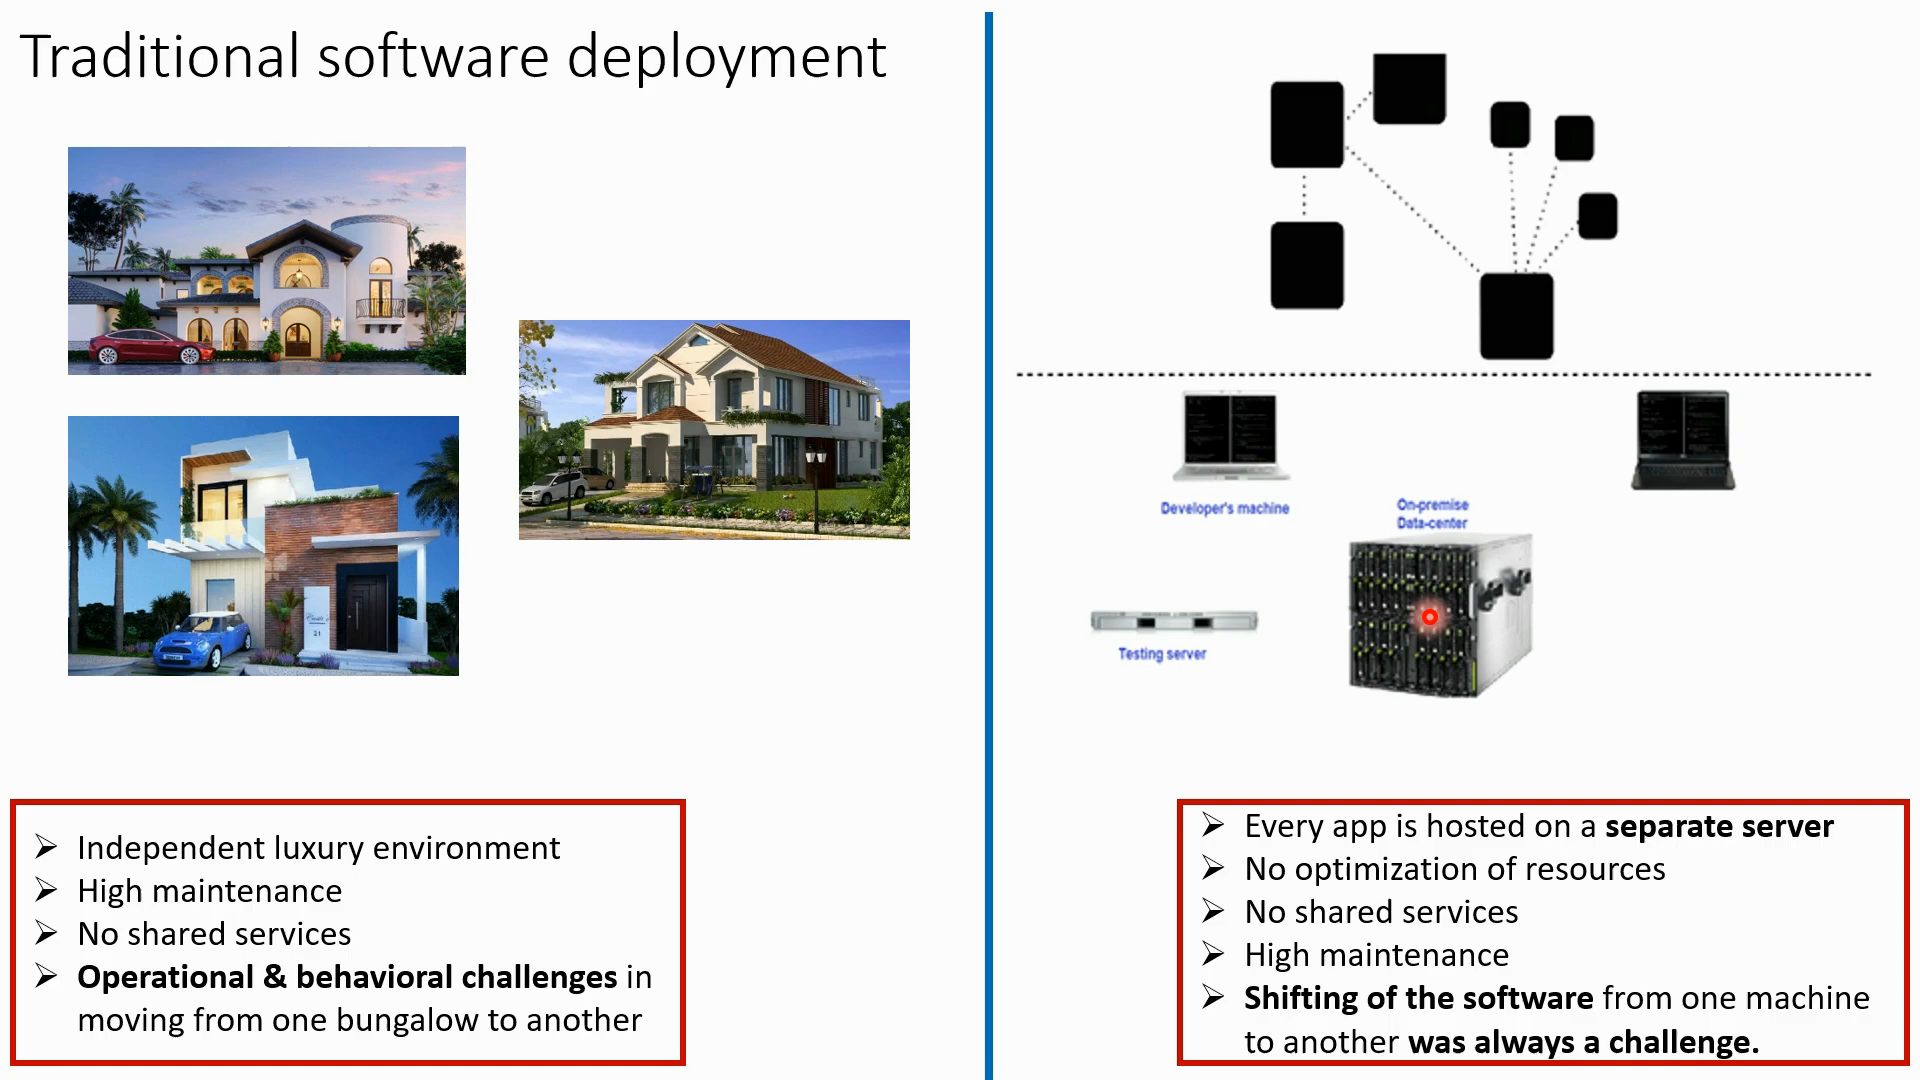 Traditional software deployment
21
Developer's machine
On-premise
Data-center
Testing server
Independent luxury environment
High maintenance
No shared services
Operational & behavioral challenges in
moving from one bungalow to another
Every app is hosted on a separate server
No optimization of resources
No shared services
High maintenance
Shifting of the software from one machine
to another was always a challenge.